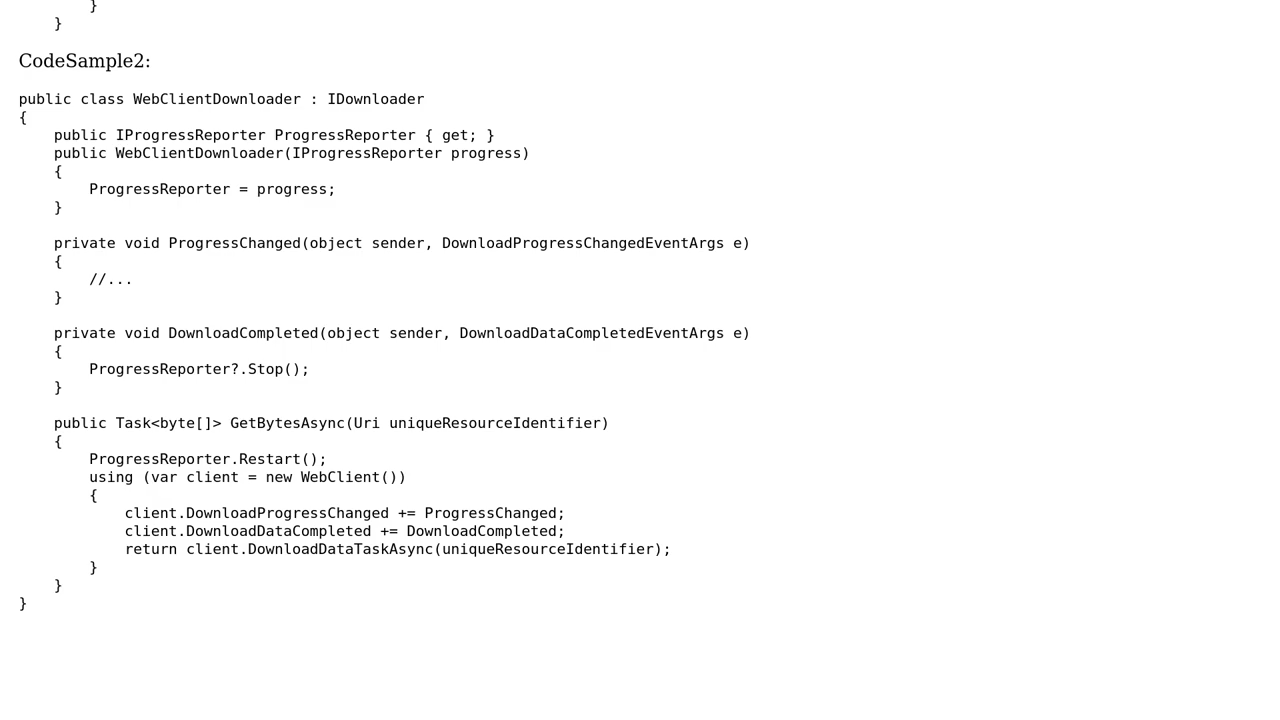 }
    }
CodeSample2:
public class WebClientDownloader : IDownloader
{
    public IProgressReporter ProgressReporter { get; }
    public WebClientDownloader(IProgressReporter progress)
    {
        ProgressReporter = progress;
    }

    private void ProgressChanged(object sender, DownloadProgressChangedEventArgs e)
    {
        //...
    }

    private void DownloadCompleted(object sender, DownloadDataCompletedEventArgs e)
    {
        ProgressReporter?.Stop();
    }

    public Task<byte[]> GetBytesAsync(Uri uniqueResourceIdentifier)
    {
        ProgressReporter.Restart();
        using (var client = new WebClient())
        {
            client.DownloadProgressChanged += ProgressChanged;
            client.DownloadDataCompleted += DownloadCompleted;
            return client.DownloadDataTaskAsync(uniqueResourceIdentifier);
        }
    }
}